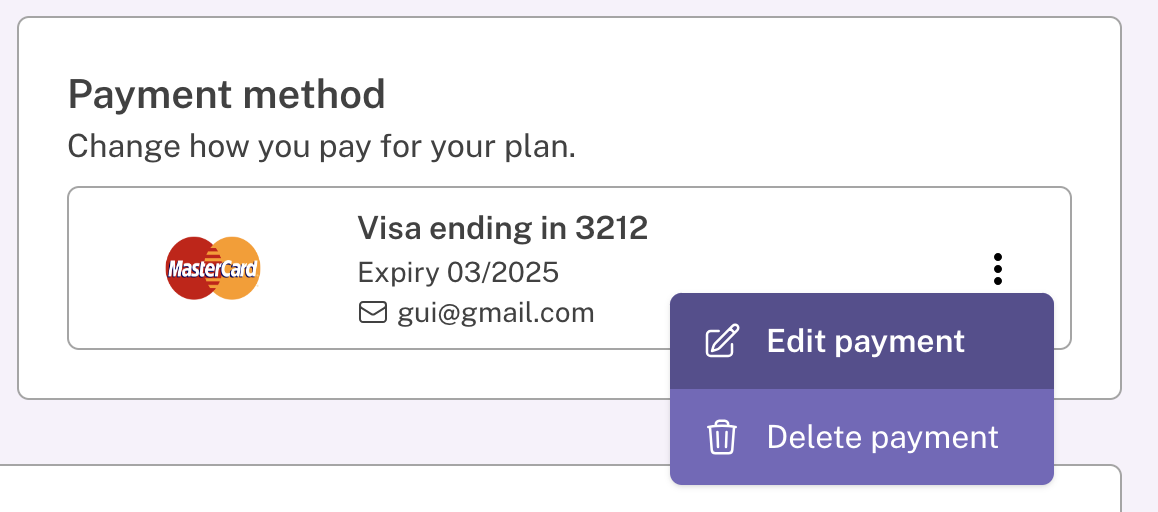 Payment method
Change how you pay for your plan.
MasterCard
Visa ending in 3212
Expiry 03/2025
gui@gmail.com
Edit payment
Delete payment